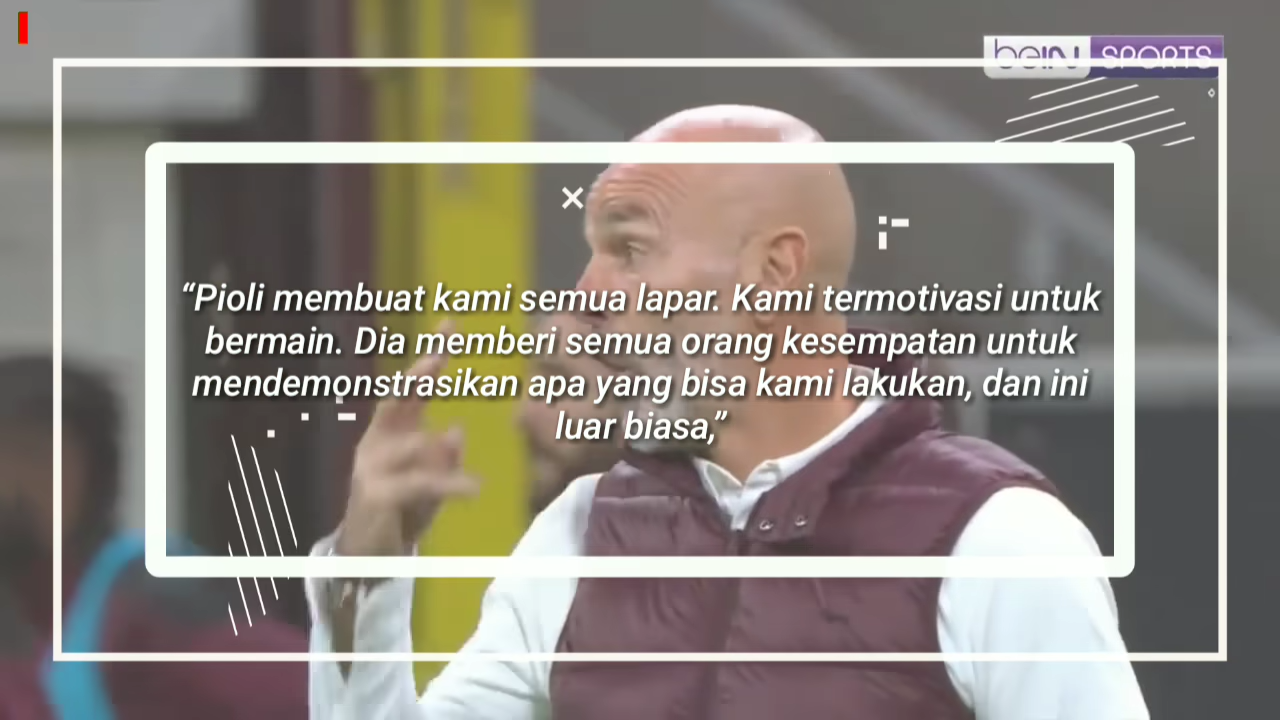 beIN SPORTS
“Pioli membuat kami semua lapar. Kami termotivasi untuk
bermain. Dia memberi semua orang kesempatan untuk
mendemonstrasikan apa yang bisa kami lakukan, dan ini
luar biasa,”